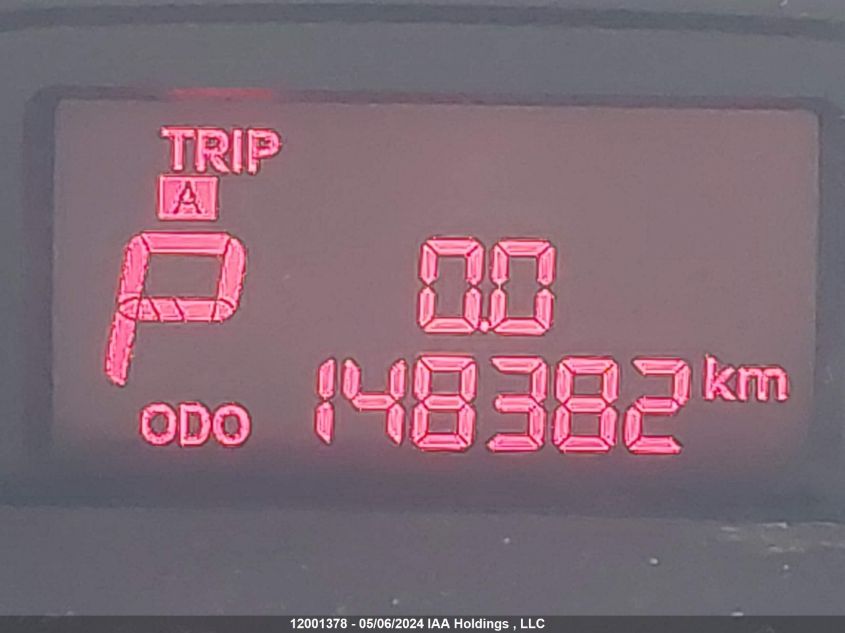 TRIP
A
P
0.0
148382 km
ODO
12001378 - 05/06/2024 IAA Holdings , LLC